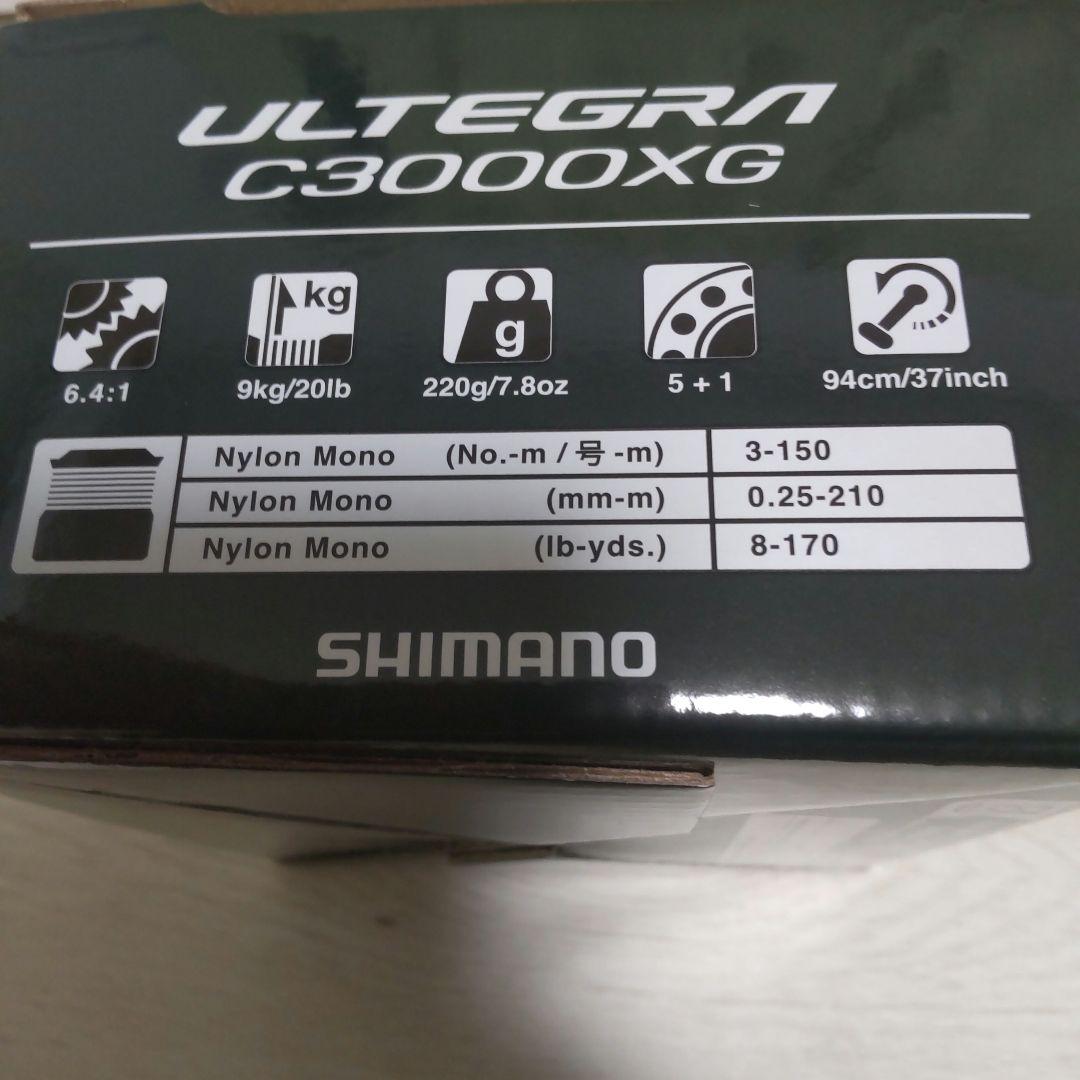 ULTEGRA
C3000XG
kg
g
6.4:1 9kg/20lb 220g/7.8oz 5 + 1 94cm/37inch
Nylon Mono (No.-m / 号 -m) 3-150
Nylon Mono (mm-m) 0.25-210
Nylon Mono (lb-yds.) 8-170
SHIMANO